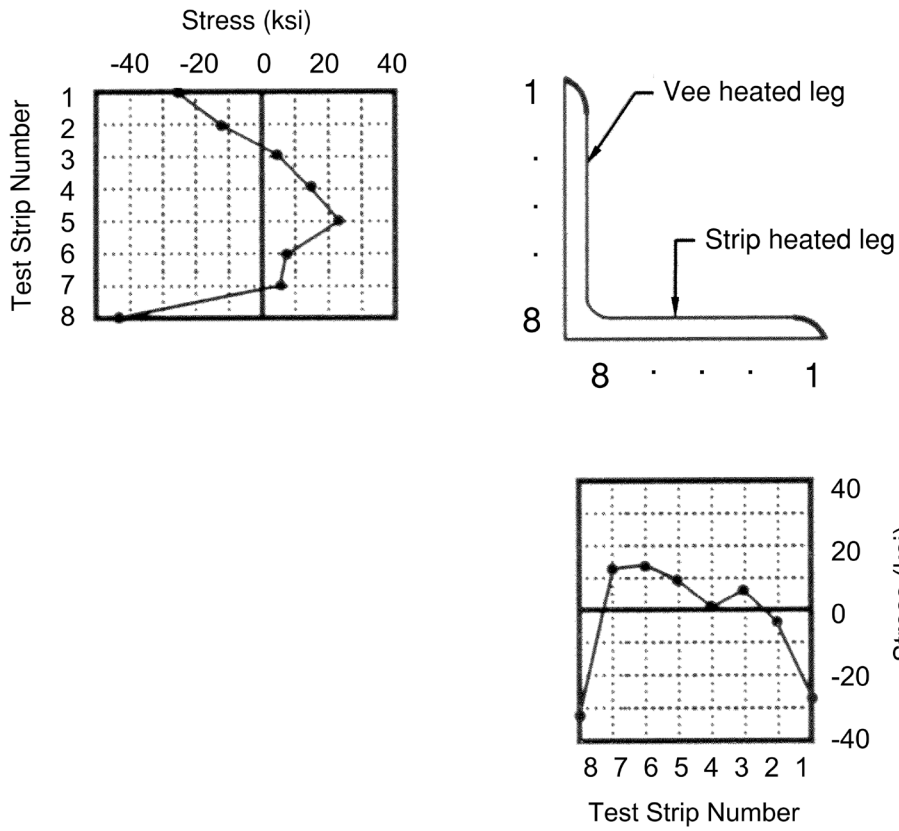 Stress (ksi)
-40 -20 0 20 40
Test Strip Number
1
2
3
4
5
6
7
8
1
Vee heated leg
Strip heated leg
8
8 1
40
20
0
-20
-40
8 7 6 5 4 3 2 1
Test Strip Number